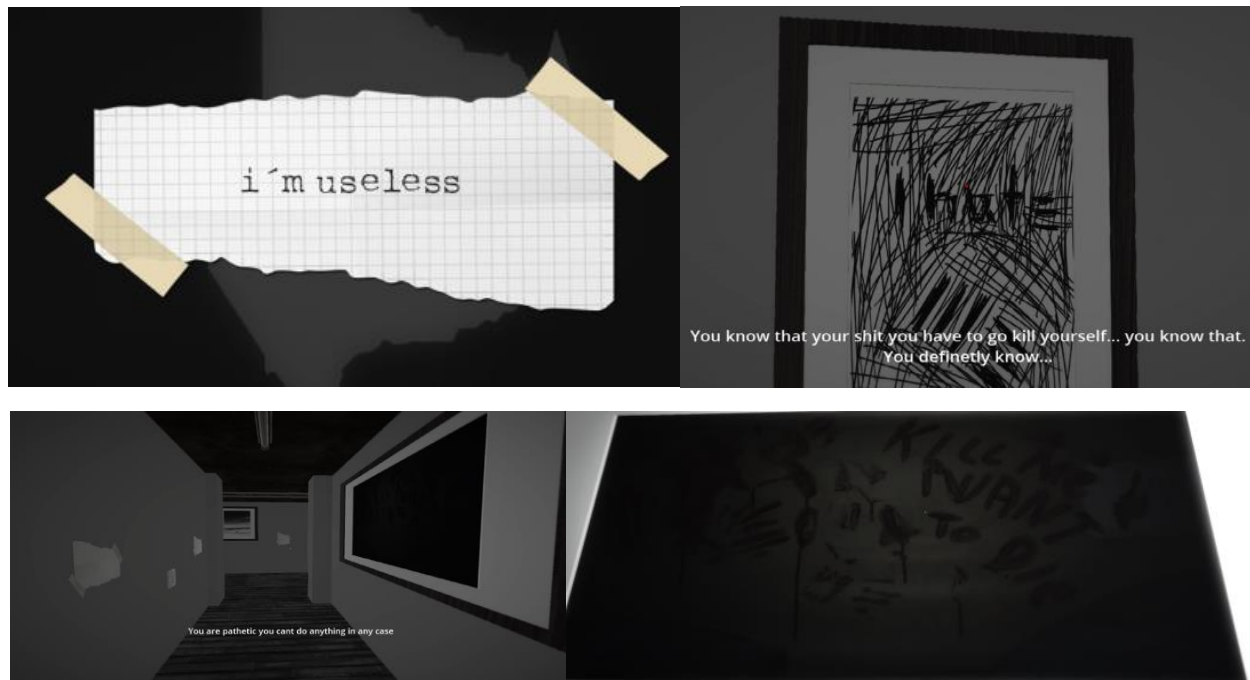 i´m useless
I hate
You know that your shit you have to go kill yourself... you know that.
You definetly know...
You are pathetic you cant do anything in any case
KILL ME
WANT
TO DIE